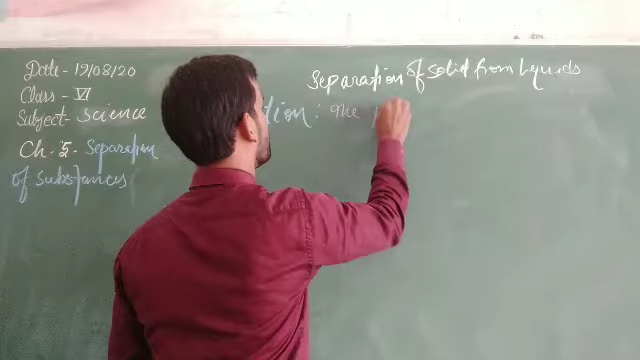 Date - 19/08/20
Class - VI
Subject - science
Ch. 5. Separation
of substances
Separation of solid from Liquids
tion: The